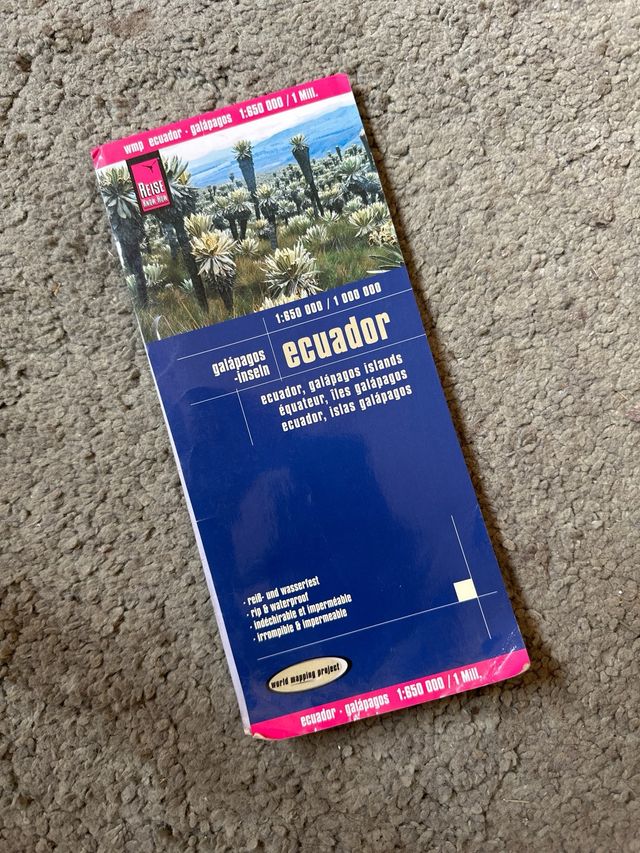 wmp ecuador · galápagos 1:650 000 / 1 Mill.
REISE
KNOW-HOW
1:650 000 / 1 000 000
galápagos
-inseln
ecuador
ecuador, galápagos islands
équateur, îles galápagos
ecuador, islas galápagos
· reiß- und wasserfest
· rip & waterproof
· indéchirable et imperméable
· irrompible & impermeable
world mapping project
ecuador · galápagos 1:650 000 / 1 Mill.